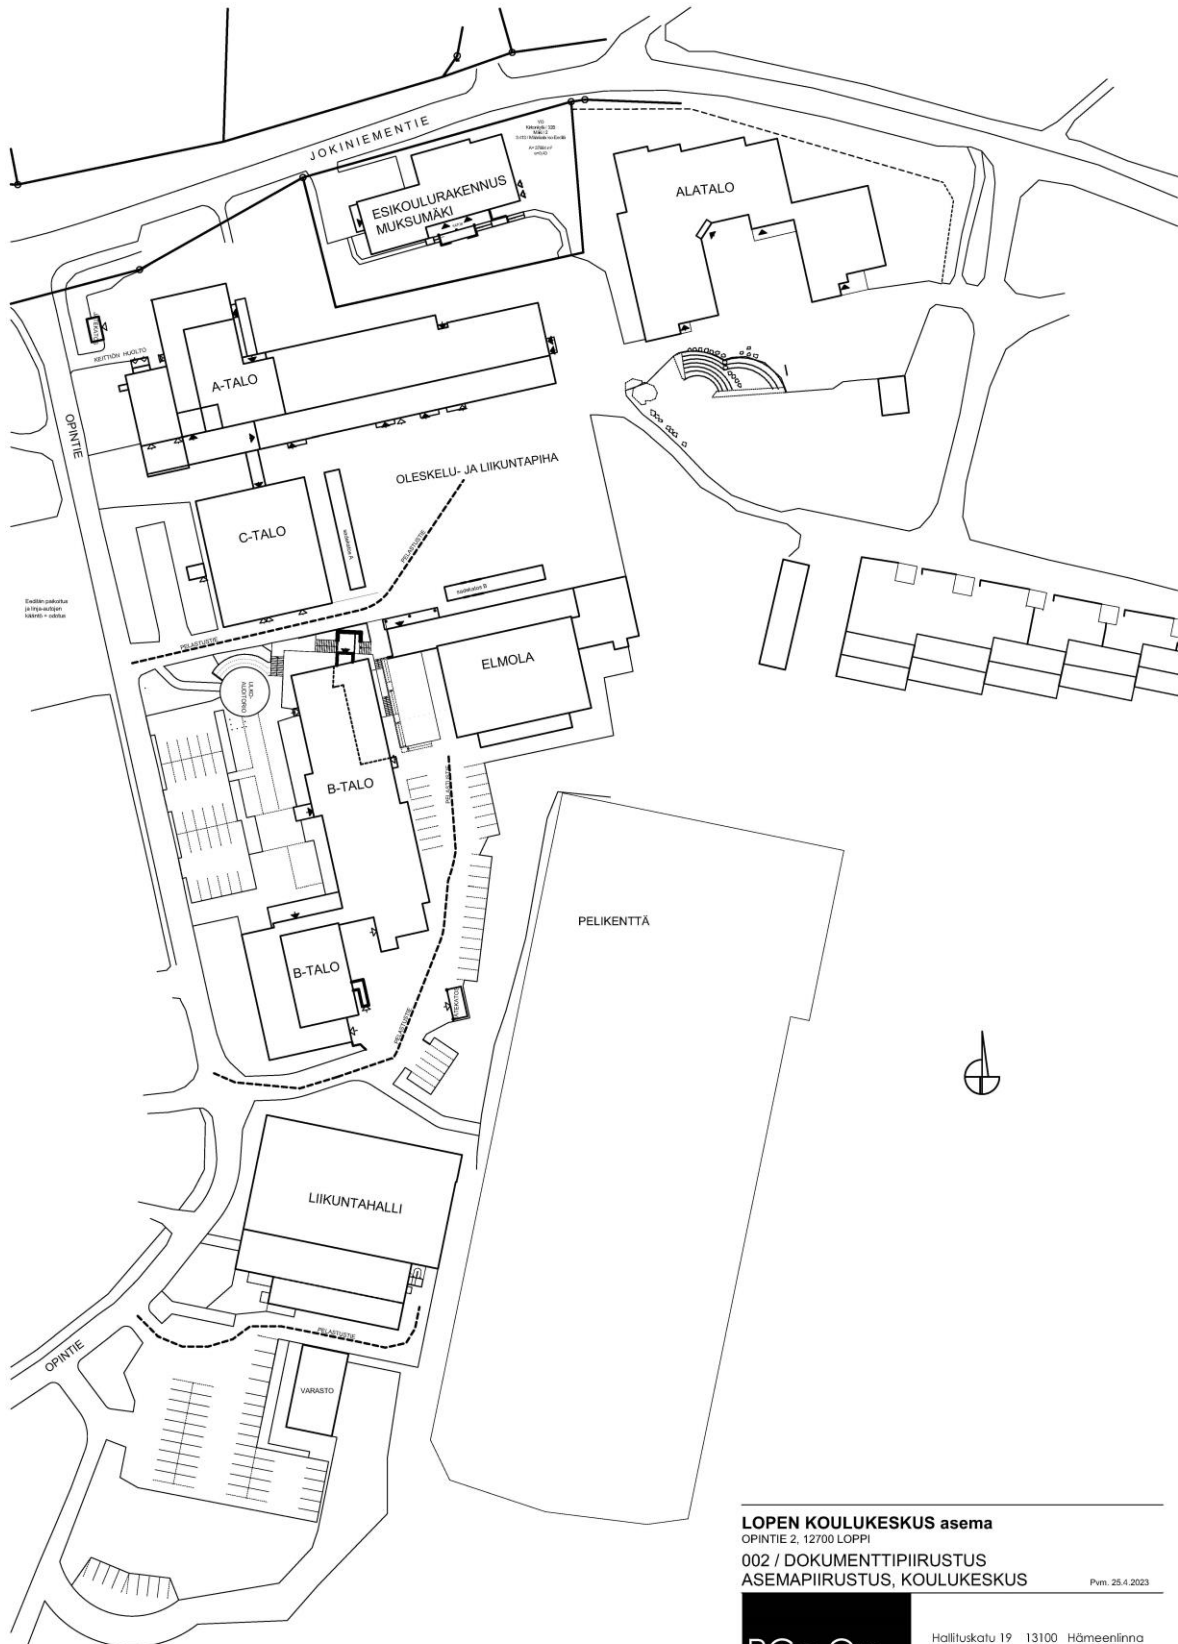 JOKINIEMENTIE
ESIKOULURAKENNUS
MUKSUMÄKI
ALATALO
KEITTIÖN HUOLTO
A-TALO
OPINTIE
OLESKELU- JA LIIKUNTAPIHA
C-TALO
PELASTUSTIE
PELASTUSTIE
ELMOLA
ULKO-
AUDITORIO
B-TALO
PELASTUSTIE
PELIKENTTÄ
B-TALO
PELASTUSTIE
LIIKUNTAHALLI
PELASTUSTIE
OPINTIE
VARASTO
LOPEN KOULUKESKUS asema
OPINTIE 2, 12700 LOPPI
002 / DOKUMENTTIPIIRUSTUS
ASEMAPIIRUSTUS, KOULUKESKUS
Pvm. 25.4.2023
Hallituskatu 19 13100 Hämeenlinna